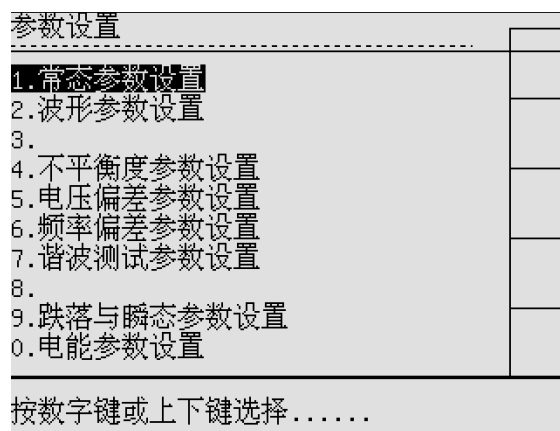 参数设置
1.常态参数设置
2.波形参数设置
3.
4.不平衡度参数设置
5.电压偏差参数设置
6.频率偏差参数设置
7.谐波测试参数设置
8.
9.跌落与瞬态参数设置
0.电能参数设置
按数字键或上下键选择......